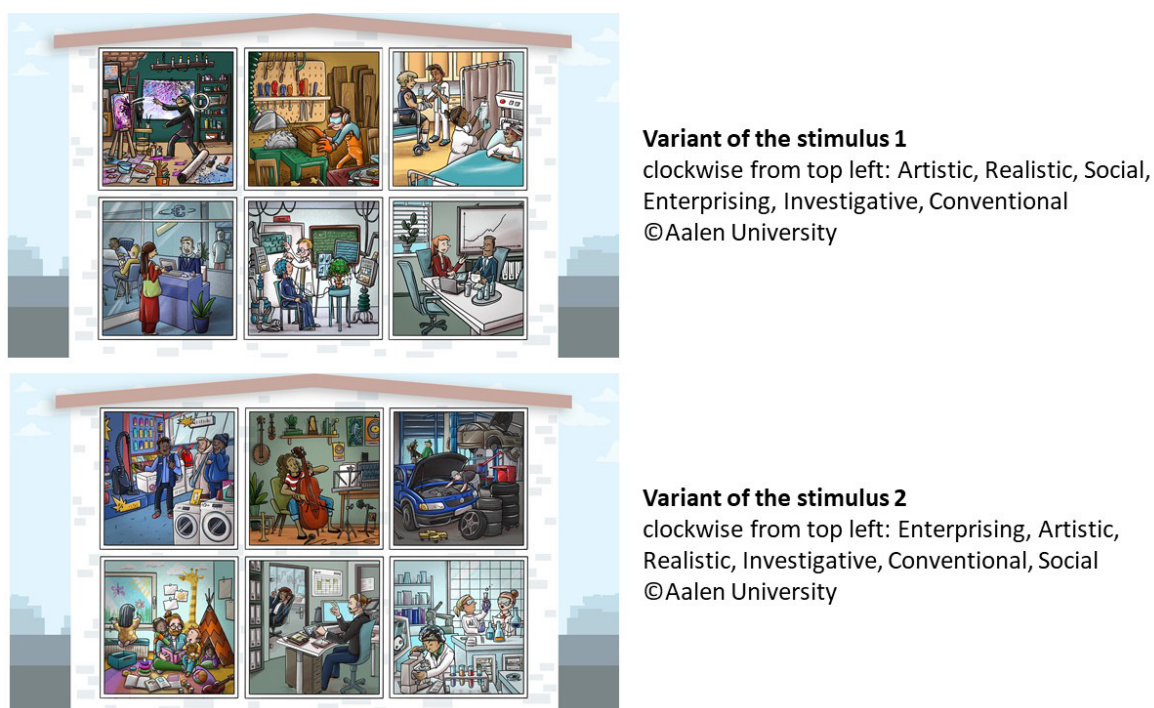 Variant of the stimulus 1
clockwise from top left: Artistic, Realistic, Social,
Enterprising, Investigative, Conventional
©Aalen University
Variant of the stimulus 2
clockwise from top left: Enterprising, Artistic,
Realistic, Investigative, Conventional, Social
©Aalen University